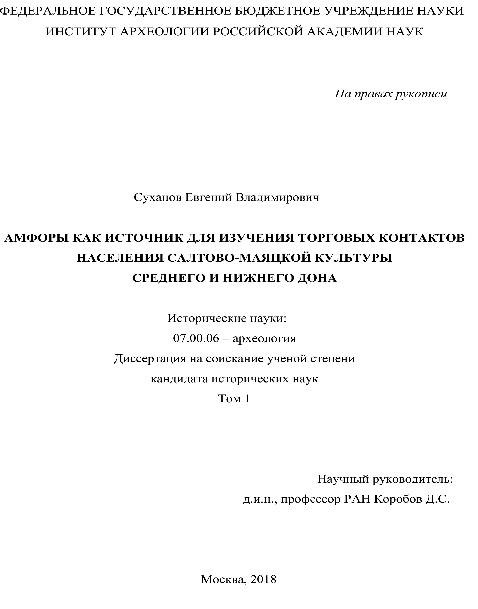 ФЕДЕРАЛЬНОЕ ГОСУДАРСТВЕННОЕ БЮДЖЕТНОЕ УЧРЕЖДЕНИЕ НАУКИ
ИНСТИТУТ АРХЕОЛОГИИ РОССИЙСКОЙ АКАДЕМИИ НАУК
На правах рукописи
Суханов Евгений Владимирович
АМФОРЫ КАК ИСТОЧНИК ДЛЯ ИЗУЧЕНИЯ ТОРГОВЫХ КОНТАКТОВ
НАСЕЛЕНИЯ САЛТОВО-МАЯЦКОЙ КУЛЬТУРЫ
СРЕДНЕГО И НИЖНЕГО ДОНА
Исторические науки:
07.00.06 – археология
Диссертация на соискание ученой степени
кандидата исторических наук
Том 1
Научный руководитель:
д.и.н., профессор РАН Коробов Д.С.
Москва, 2018